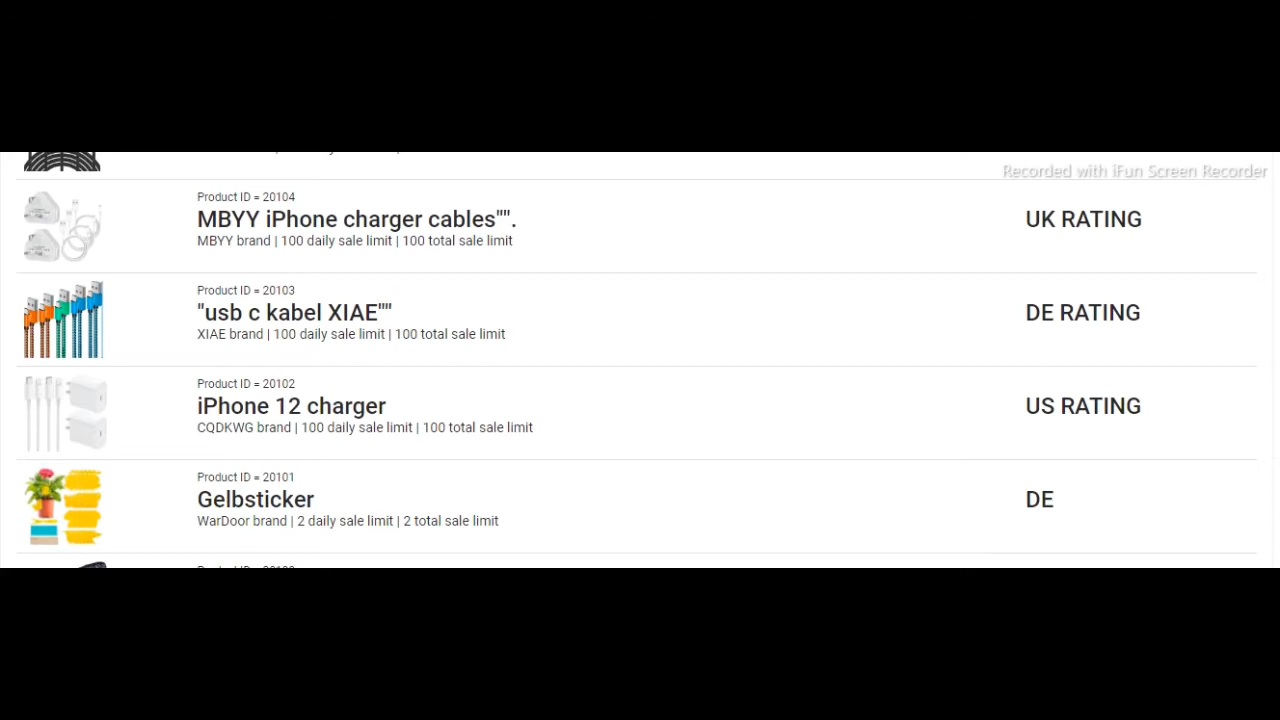 Recorded with iFun Screen Recorder
Product ID = 20104
MBYY iPhone charger cables"".
UK RATING
MBYY brand | 100 daily sale limit | 100 total sale limit
Product ID = 20103
"usb c kabel XIAE""
DE RATING
XIAE brand | 100 daily sale limit | 100 total sale limit
Product ID = 20102
iPhone 12 charger
US RATING
CQDKWG brand | 100 daily sale limit | 100 total sale limit
Product ID = 20101
Gelbsticker
DE
WarDoor brand | 2 daily sale limit | 2 total sale limit